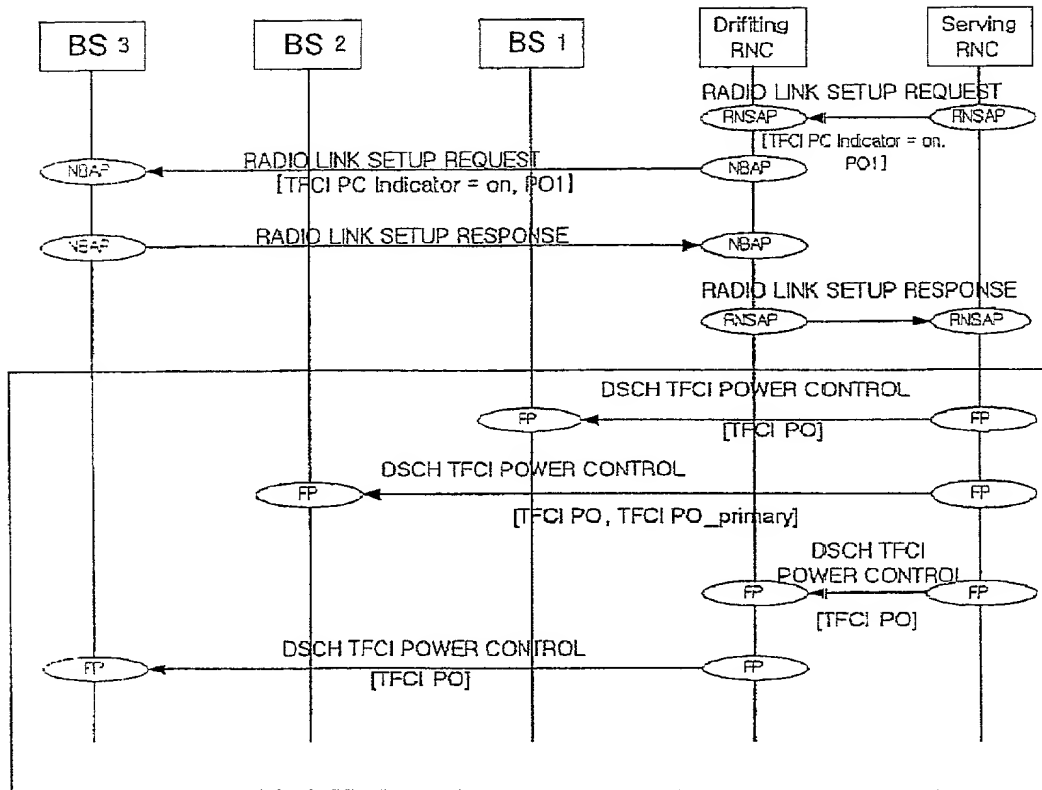 BS 3
BS 2
BS 1
Drifiting
RNC
Serving
RNC
RADIO LINK SETUP REQUEST
RNSAP
RNSAP
[TFCI PC Indicator = on,
PO1]
RADIO LINK SETUP REQUEST
NBAP
NBAP
[TFCI PC Indicator = on, PO1]
RADIO LINK SETUP RESPONSE
NBAP
NBAP
RADIO LINK SETUP RESPONSE
RNSAP
RNSAP
DSCH TFCI POWER CONTROL
FP
FP
[TFCI PO]
DSCH TFCI POWER CONTROL
FP
FP
[TFCI PO, TFCI PO_primary]
DSCH TFCI
POWER CONTROL
FP
FP
[TFCI PO]
DSCH TFCI POWER CONTROL
FP
FP
[TFCI PO]